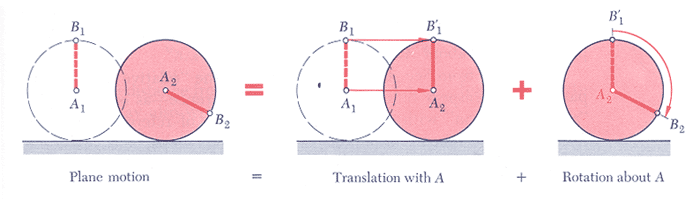 B₁
A₁
A₂
B₂
=
B₁
B′₁
A₁
A₂
+
B′₁
A₂
B₂
Plane motion = Translation with A + Rotation about A